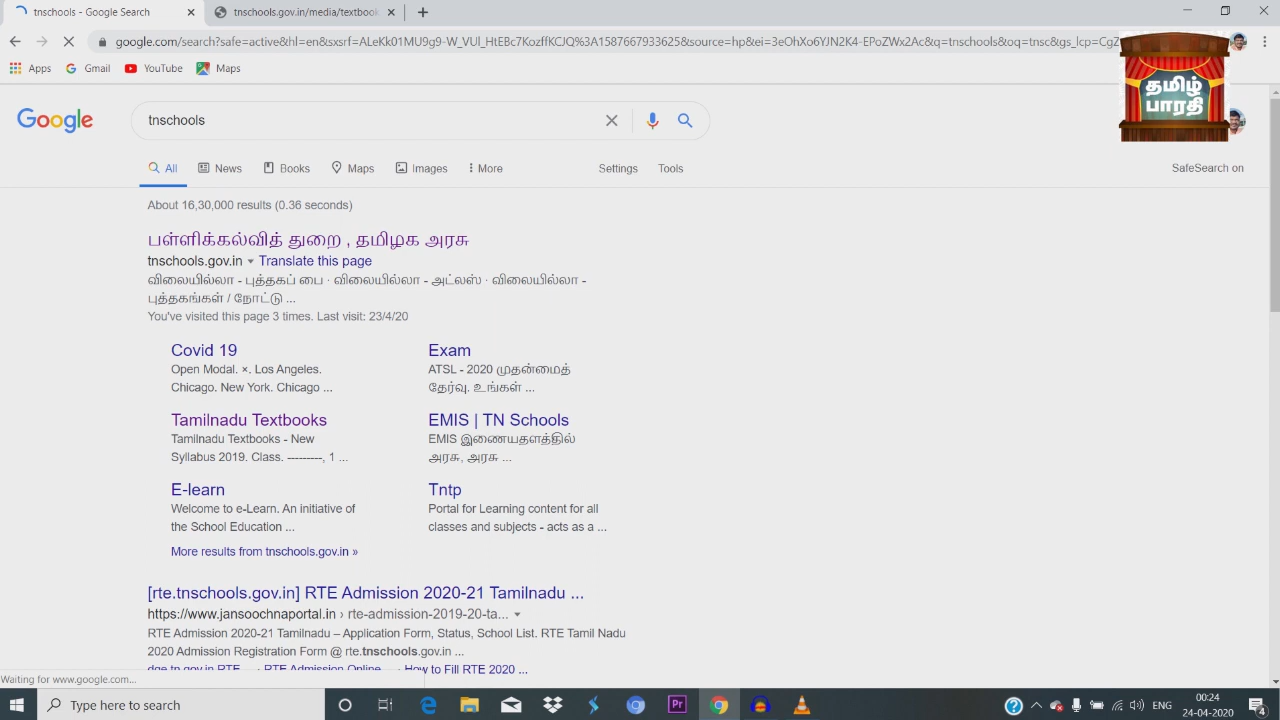 tnschools - Google Search
tnschools.gov.in/media/textbook
google.com/search?safe=active&hl=en&sxsrf=ALeKk01MU9g9-W_VUl_HtEBc7KozffKCJQ%3A1587667933625&source=hp&ei=3eOhXo6YJN2K4-EPoZWx2Ac&q=tnschools&oq=tnsc&gs_lcp=CgZ
Apps Gmail YouTube Maps
தமிழ்
பாரதி
Google tnschools
All News Books Maps Images More Settings Tools SafeSearch on
About 16,30,000 results (0.36 seconds)
பள்ளிக்கல்வித் துறை , தமிழக அரசு
tnschools.gov.in Translate this page
விலையில்லா - புத்தகப் பை · விலையில்லா - அட்லஸ் · விலையில்லா -
புத்தகங்கள் / நோட்டு ...
You've visited this page 3 times. Last visit: 23/4/20
Covid 19
Open Modal. ×. Los Angeles.
Chicago. New York. Chicago ...
Exam
ATSL - 2020 முதன்மைத்
தேர்வு. உங்கள் ...
Tamilnadu Textbooks
Tamilnadu Textbooks - New
Syllabus 2019. Class. ---------, 1 ...
EMIS | TN Schools
EMIS இணையதளத்தில்
அரசு, அரசு ...
E-learn
Welcome to e-Learn. An initiative of
the School Education ...
Tntp
Portal for Learning content for all
classes and subjects - acts as a ...
More results from tnschools.gov.in »
[rte.tnschools.gov.in] RTE Admission 2020-21 Tamilnadu ...
https://www.jansoochnaportal.in › rte-admission-2019-20-ta...
RTE Admission 2020-21 Tamilnadu – Application Form, Status, School List. RTE Tamil Nadu
2020 Admission Registration Form @ rte.tnschools.gov.in ...
dge.tn.gov.in RTE ... · RTE Admission Online ... · How to Fill RTE 2020 ...
Waiting for www.google.com...
Type here to search
ENG
00:24
24-04-2020
4